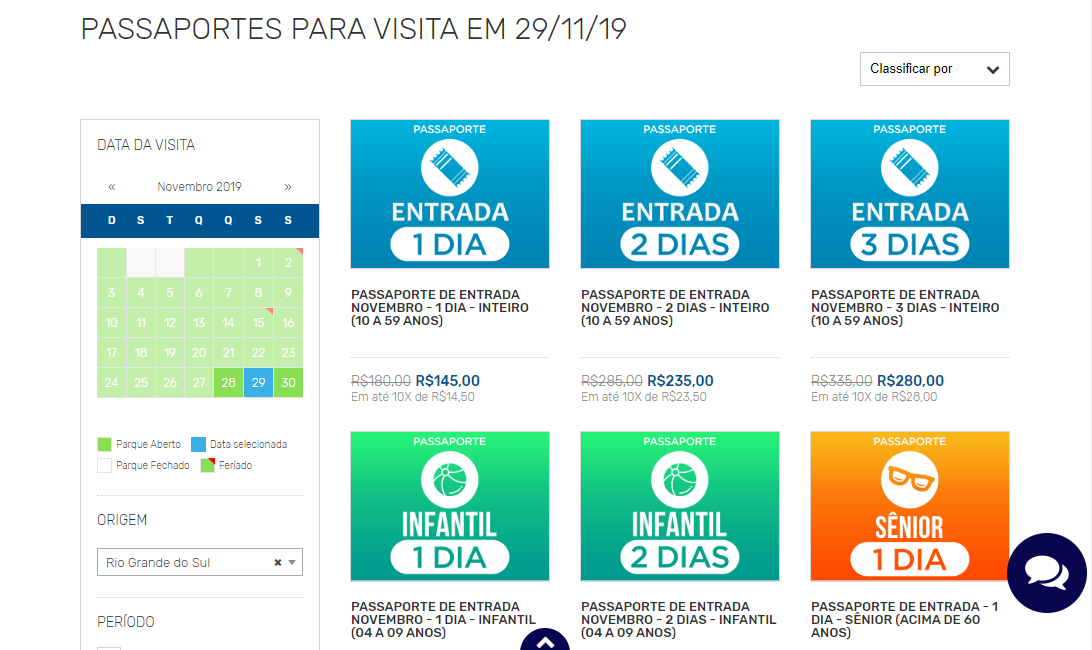 PASSAPORTES PARA VISITA EM 29/11/19
Classificar por
DATA DA VISITA
« Novembro 2019 »
D S T Q Q S S
1 2
3 4 5 6 7 8 9
10 11 12 13 14 15 16
17 18 19 20 21 22 23
24 25 26 27 28 29 30
Parque Aberto Data selecionada
Parque Fechado Feriado
ORIGEM
Rio Grande do Sul ×
PERÍODO
PASSAPORTE
ENTRADA
1 DIA
PASSAPORTE DE ENTRADA
NOVEMBRO - 1 DIA - INTEIRO
(10 A 59 ANOS)
R$180,00 R$145,00
Em até 10X de R$14,50
PASSAPORTE
ENTRADA
2 DIAS
PASSAPORTE DE ENTRADA
NOVEMBRO - 2 DIAS - INTEIRO
(10 A 59 ANOS)
R$285,00 R$235,00
Em até 10X de R$23,50
PASSAPORTE
ENTRADA
3 DIAS
PASSAPORTE DE ENTRADA
NOVEMBRO - 3 DIAS - INTEIRO
(10 A 59 ANOS)
R$335,00 R$280,00
Em até 10X de R$28,00
PASSAPORTE
INFANTIL
1 DIA
PASSAPORTE DE ENTRADA
NOVEMBRO - 1 DIA - INFANTIL
(04 A 09 ANOS)
PASSAPORTE
INFANTIL
2 DIAS
PASSAPORTE DE ENTRADA
NOVEMBRO - 2 DIAS - INFANTIL
(04 A 09 ANOS)
PASSAPORTE
SÊNIOR
1 DIA
PASSAPORTE DE ENTRADA - 1
DIA - SÊNIOR (ACIMA DE 60
ANOS)